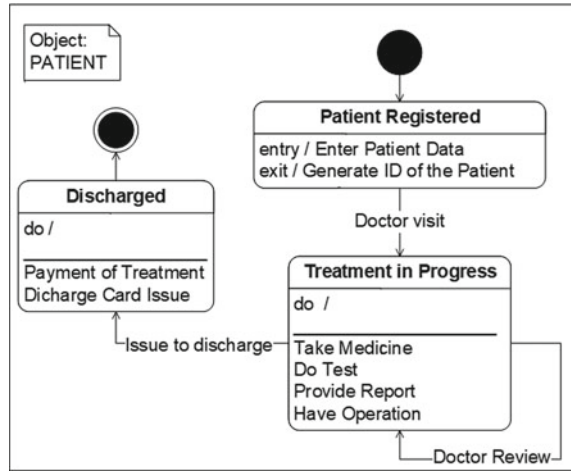 Object:
PATIENT
Patient Registered
entry / Enter Patient Data
exit / Generate ID of the Patient
Doctor visit
Discharged
do /
Payment of Treatment
Dicharge Card Issue
Treatment in Progress
do /
Take Medicine
Do Test
Provide Report
Have Operation
Issue to discharge
Doctor Review